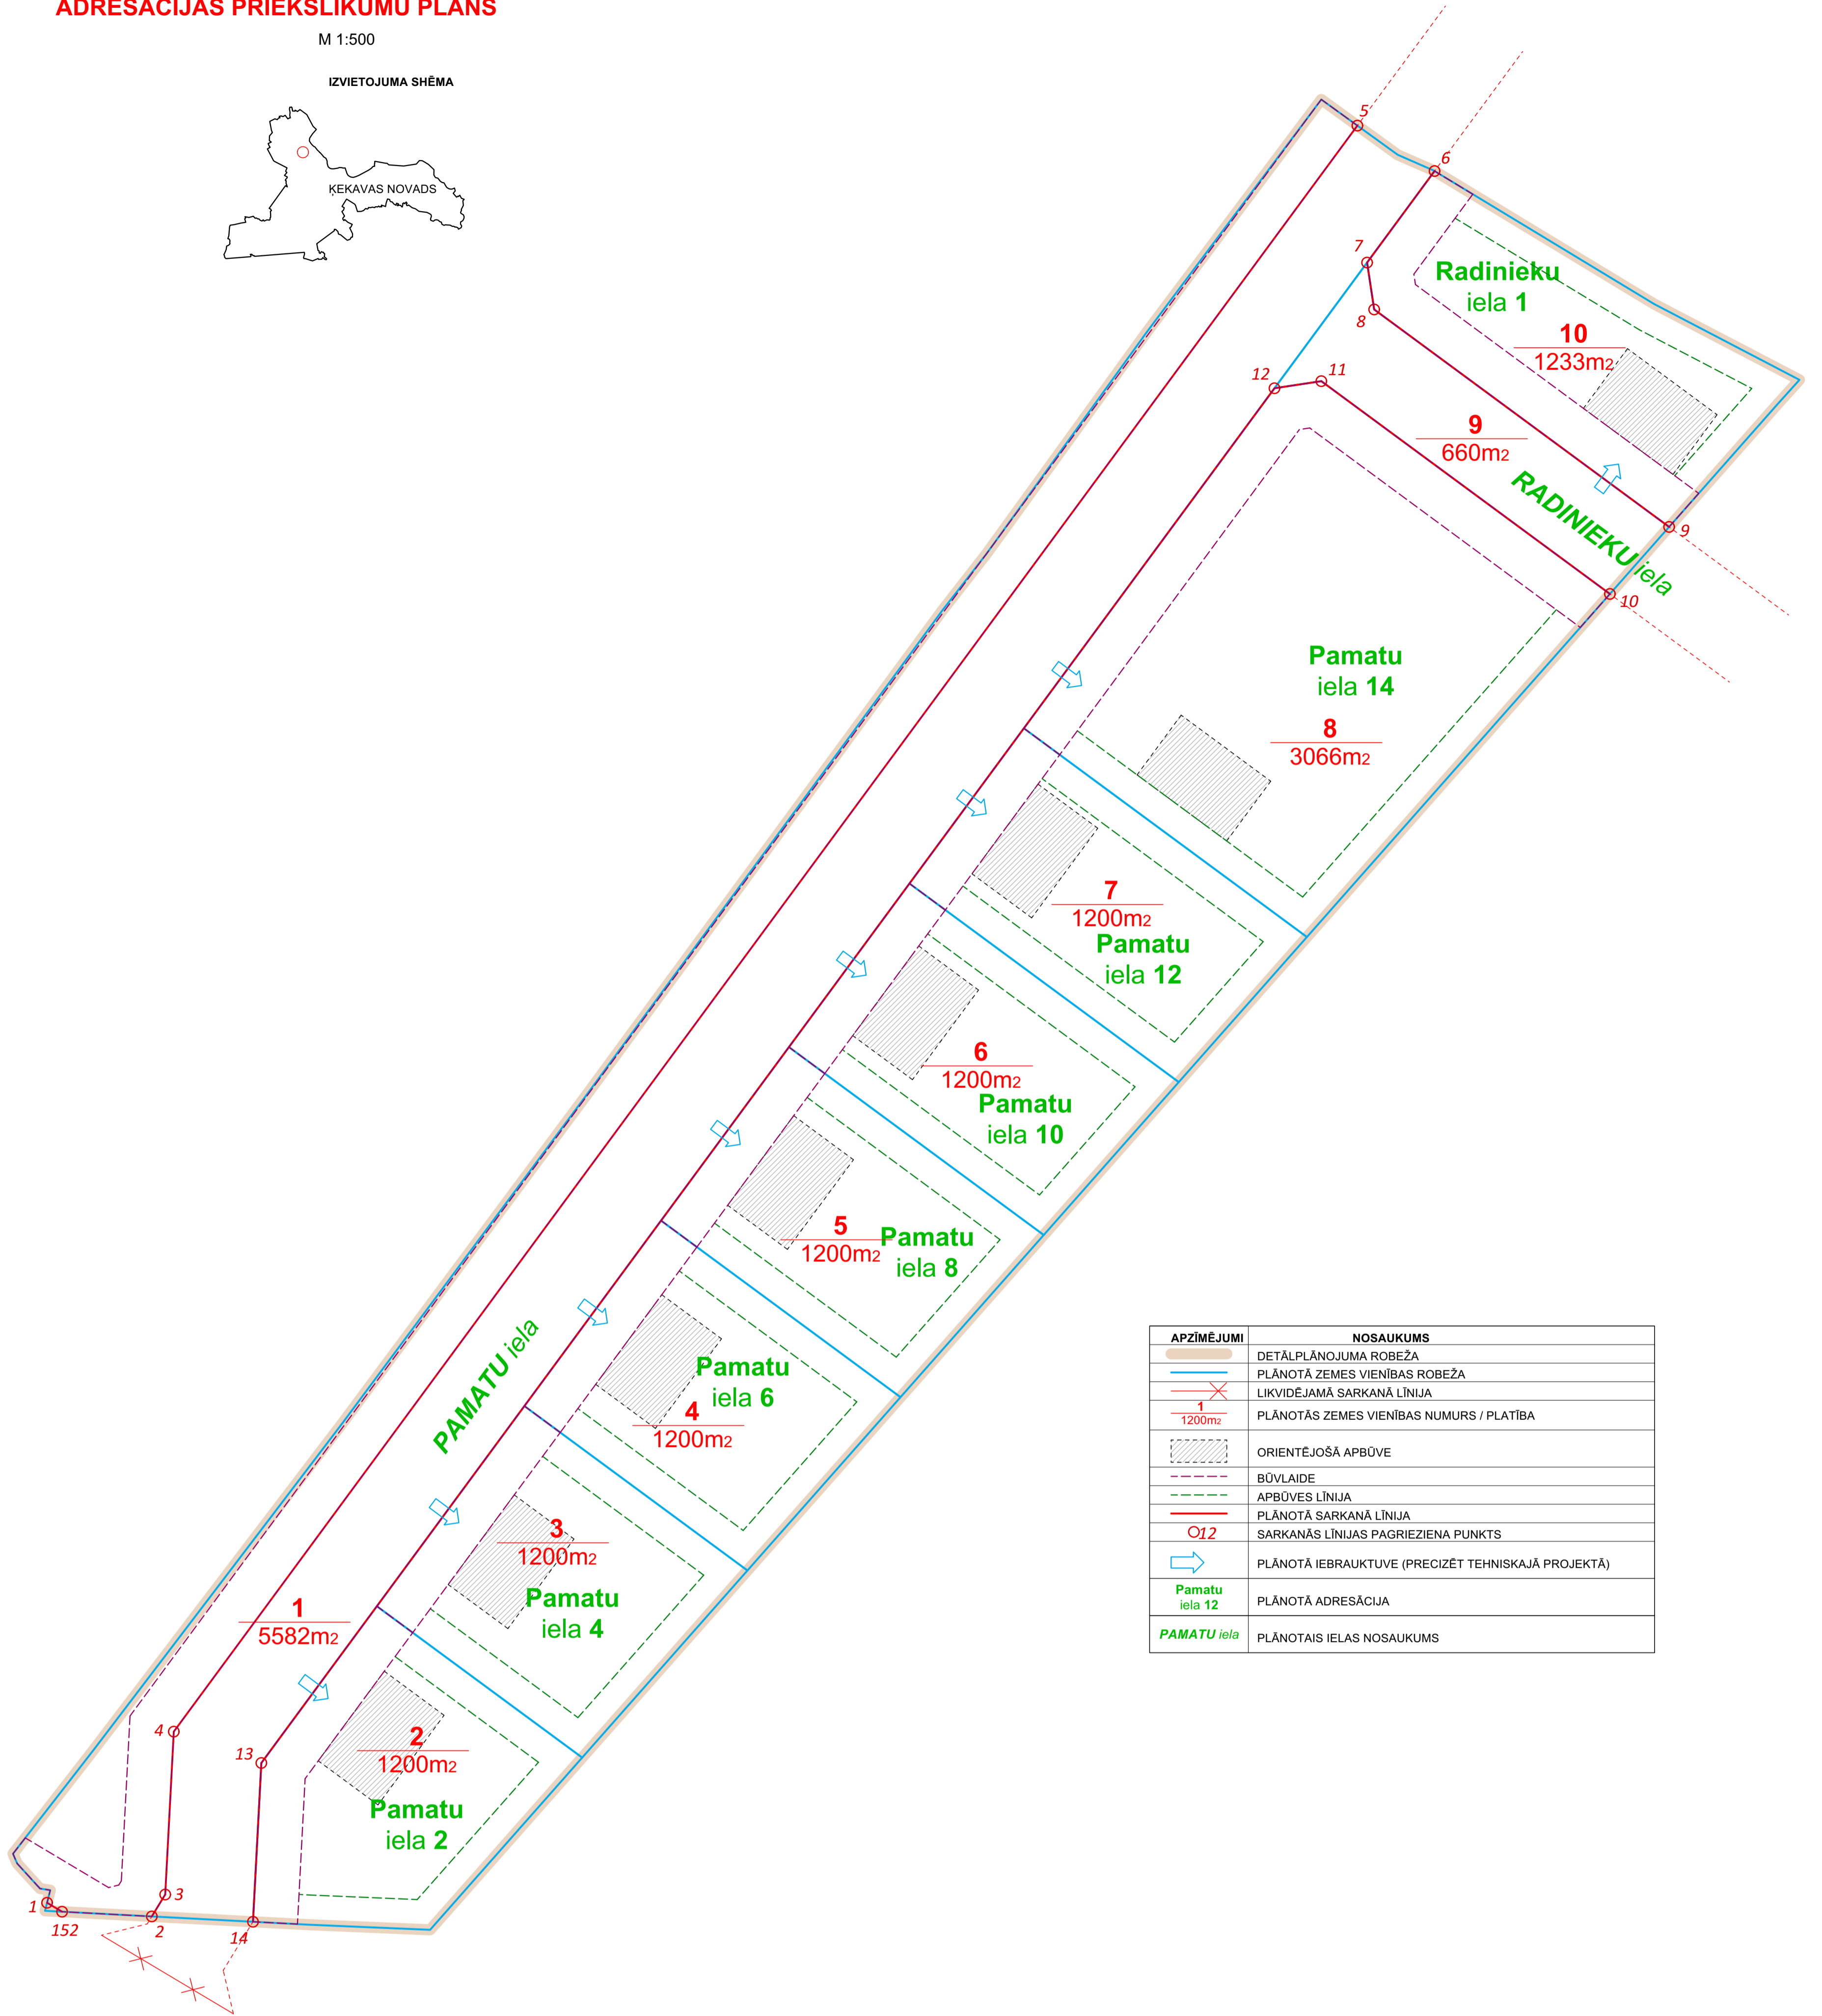 ADRESĀCIJAS PRIEKŠLIKUMU PLĀNS
M 1:500
IZVIETOJUMA SHĒMA
ĶEKAVAS NOVADS
5
6
7
8
Radinieku
iela 1
10
1233m2
12
11
9
660m2
RADINIEKU iela
9
10
Pamatu
iela 14
8
3066m2
7
1200m2
Pamatu
iela 12
6
1200m2
Pamatu
iela 10
5
1200m2
Pamatu
iela 8
Pamatu
iela 6
4
1200m2
PAMATU iela
3
1200m2
Pamatu
iela 4
1
5582m2
4
13
2
1200m2
Pamatu
iela 2
3
1
152
2
14
APZĪMĒJUMI NOSAUKUMS
DETĀLPLĀNOJUMA ROBEŽA
PLĀNOTĀ ZEMES VIENĪBAS ROBEŽA
LIKVIDĒJAMĀ SARKANĀ LĪNIJA
1
1200m2
PLĀNOTĀS ZEMES VIENĪBAS NUMURS / PLATĪBA
ORIENTĒJOŠĀ APBŪVE
BŪVLAIDE
APBŪVES LĪNIJA
PLĀNOTĀ SARKANĀ LĪNIJA
12 SARKANĀS LĪNIJAS PAGRIEZIENA PUNKTS
PLĀNOTĀ IEBRAUKTUVE (PRECIZĒT TEHNISKAJĀ PROJEKTĀ)
Pamatu
iela 12
PLĀNOTĀ ADRESĀCIJA
PAMATU iela PLĀNOTAIS IELAS NOSAUKUMS